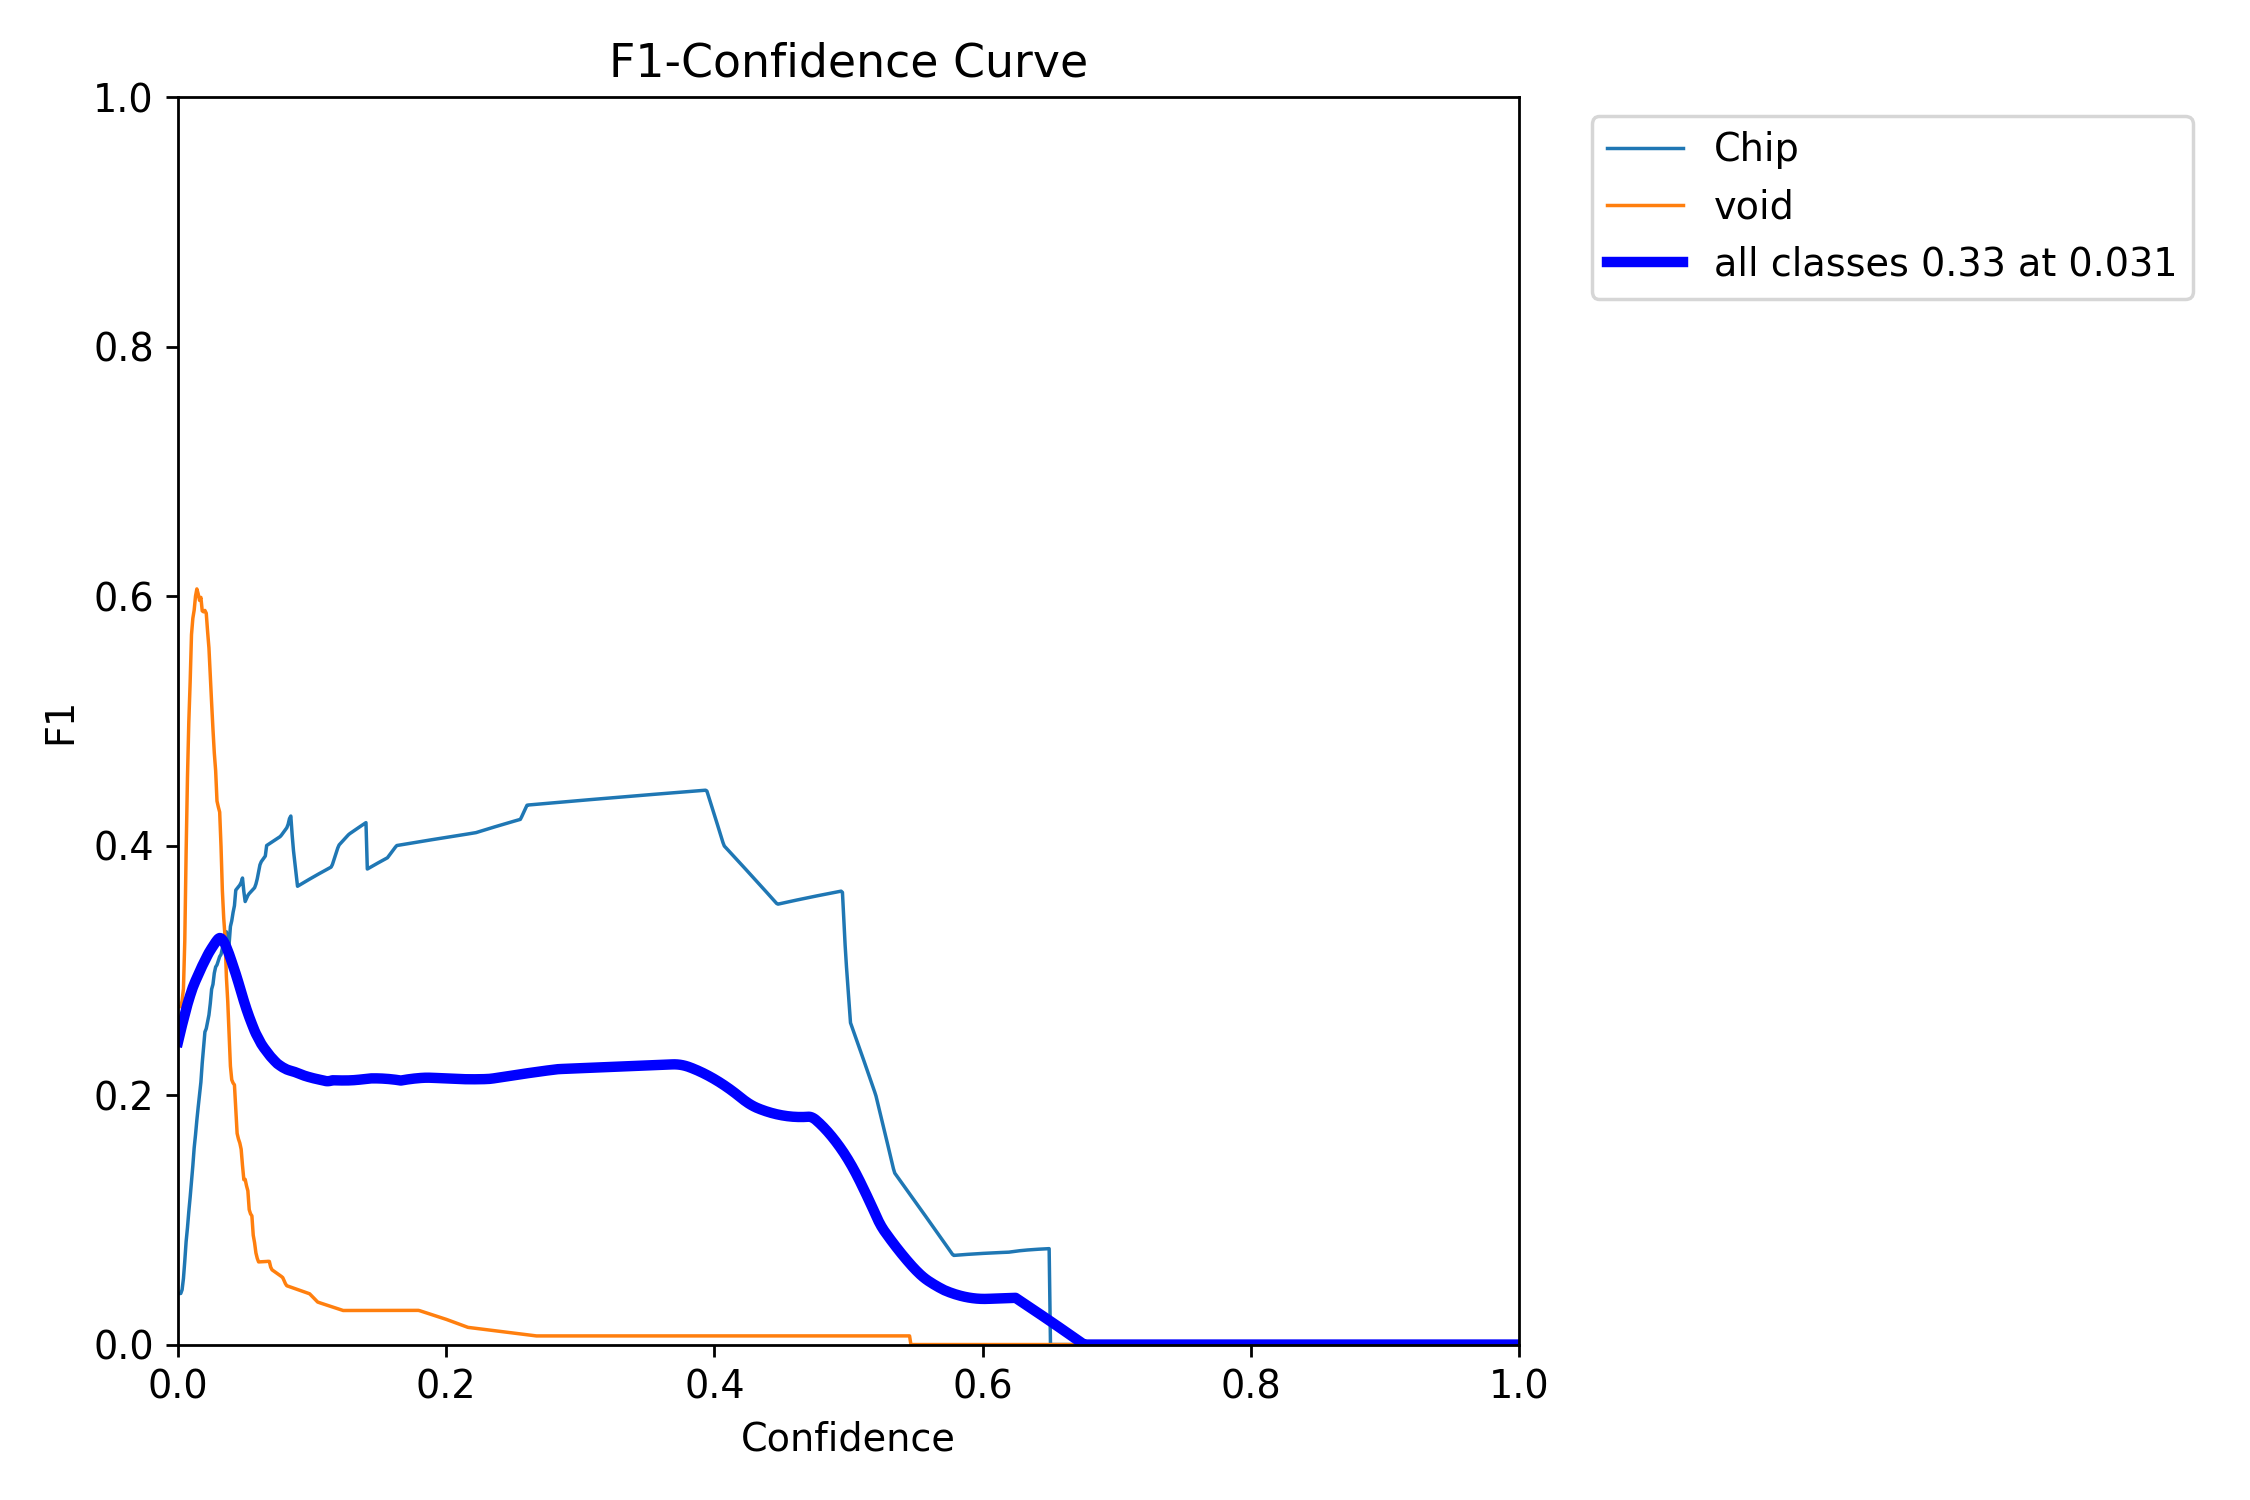 F1-Confidence Curve
1.0
0.8
0.6
0.4
0.2
0.0
F1
0.0 0.2 0.4 0.6 0.8 1.0
Confidence
Chip
void
all classes 0.33 at 0.031